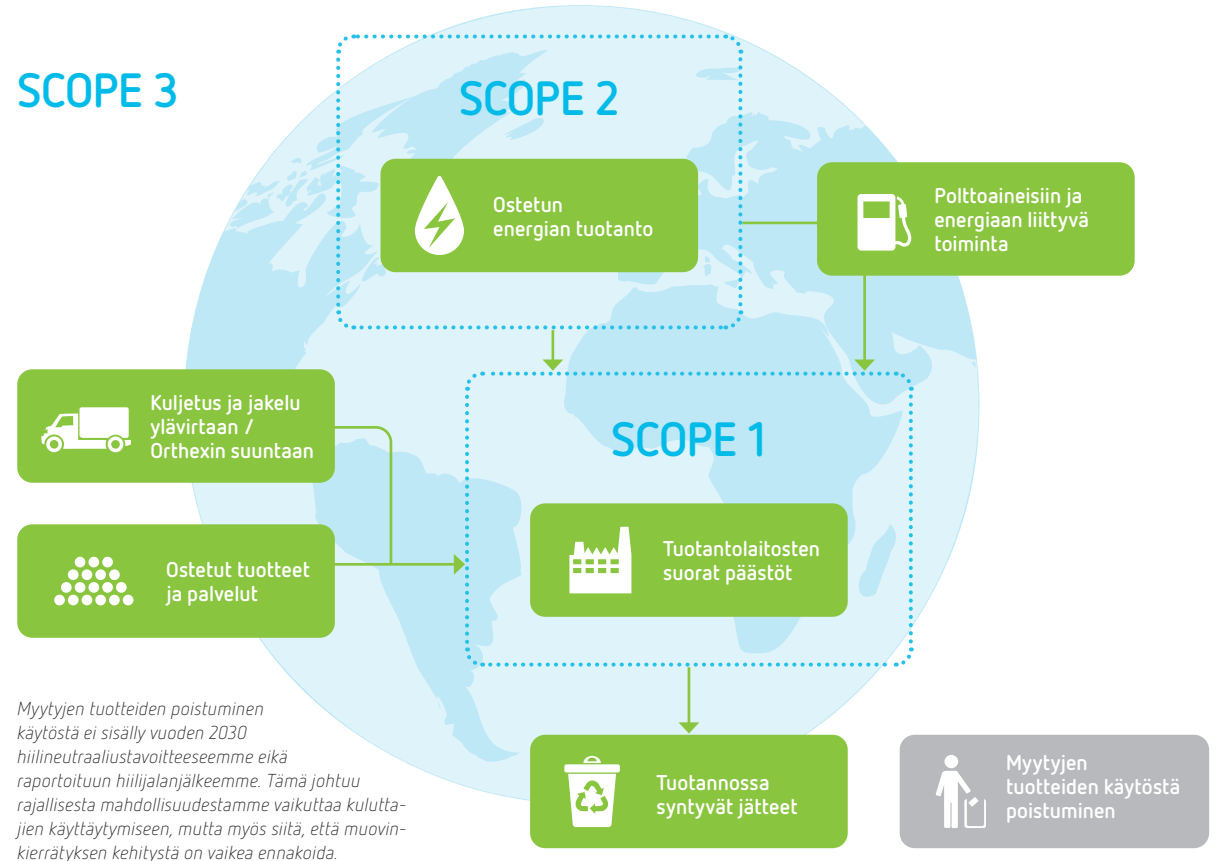 SCOPE 3
SCOPE 2
Ostetun
energian tuotanto
Polttoaineisiin ja
energiaan liittyvä
toiminta
Kuljetus ja jakelu
ylävirtaan /
Orthexin suuntaan
SCOPE 1
Tuotantolaitosten
suorat päästöt
Ostetut tuotteet
ja palvelut
Myytyjen tuotteiden poistuminen
käytöstä ei sisälly vuoden 2030
hiilineutraaliustavoitteeseemme eikä
raportoituun hiilijalanjälkeemme. Tämä johtuu
rajallisesta mahdollisuudestamme vaikuttaa kulutta-
jien käyttäytymiseen, mutta myös siitä, että muovin-
kierrätyksen kehitystä on vaikea ennakoida.
Tuotannossa
syntyvät jätteet
Myytyjen
tuotteiden käytöstä
poistuminen